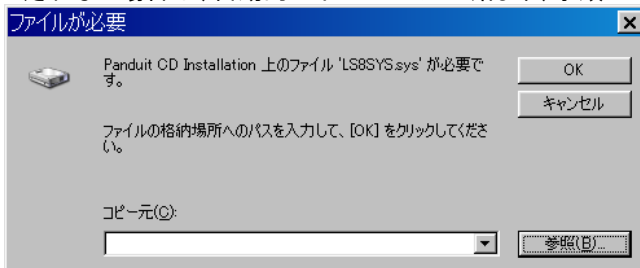 ファイルが必要
Panduit CD Installation 上のファイル 'LS8SYS.sys' が必要で
す。
OK
キャンセル
ファイルの格納場所へのパスを入力して、[OK] をクリックしてくださ
い。
コピー元(C):
参照(B)...